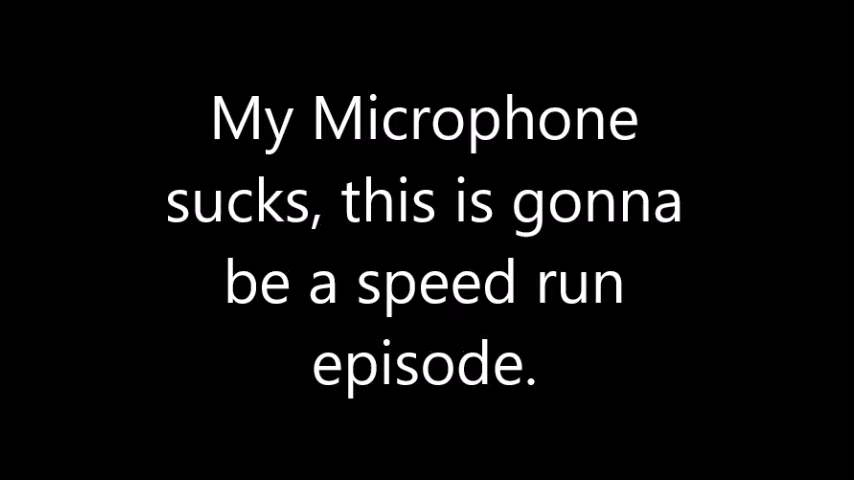 My Microphone
sucks, this is gonna
be a speed run
episode.